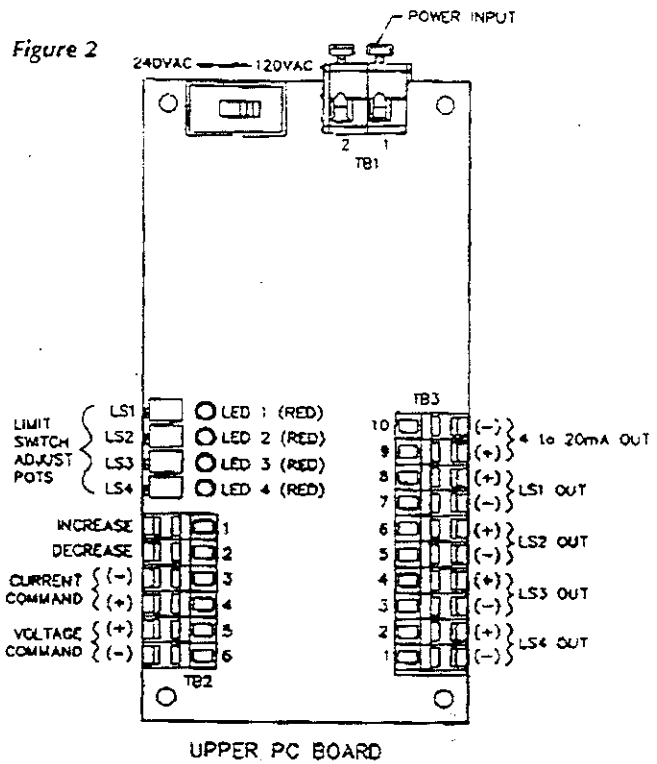 POWER INPUT
Figure 2
240VAC 120VAC
2 1
TB1
TB3
LIMIT
SWITCH
ADJUST
POTS
LS1 LED 1 (RED)
LS2 LED 2 (RED)
LS3 LED 3 (RED)
LS4 LED 4 (RED)
INCREASE 1
DECREASE 2
CURRENT
COMMAND
(-) 3
(+) 4
VOLTAGE
COMMAND
(+) 5
(-) 6
TB2
10 (-)
9 (+)
4 to 20mA OUT
8 (+)
7 (-)
LS1 OUT
6 (+)
5 (-)
LS2 OUT
4 (+)
3 (-)
LS3 OUT
2 (+)
1 (-)
LS4 OUT
UPPER PC BOARD